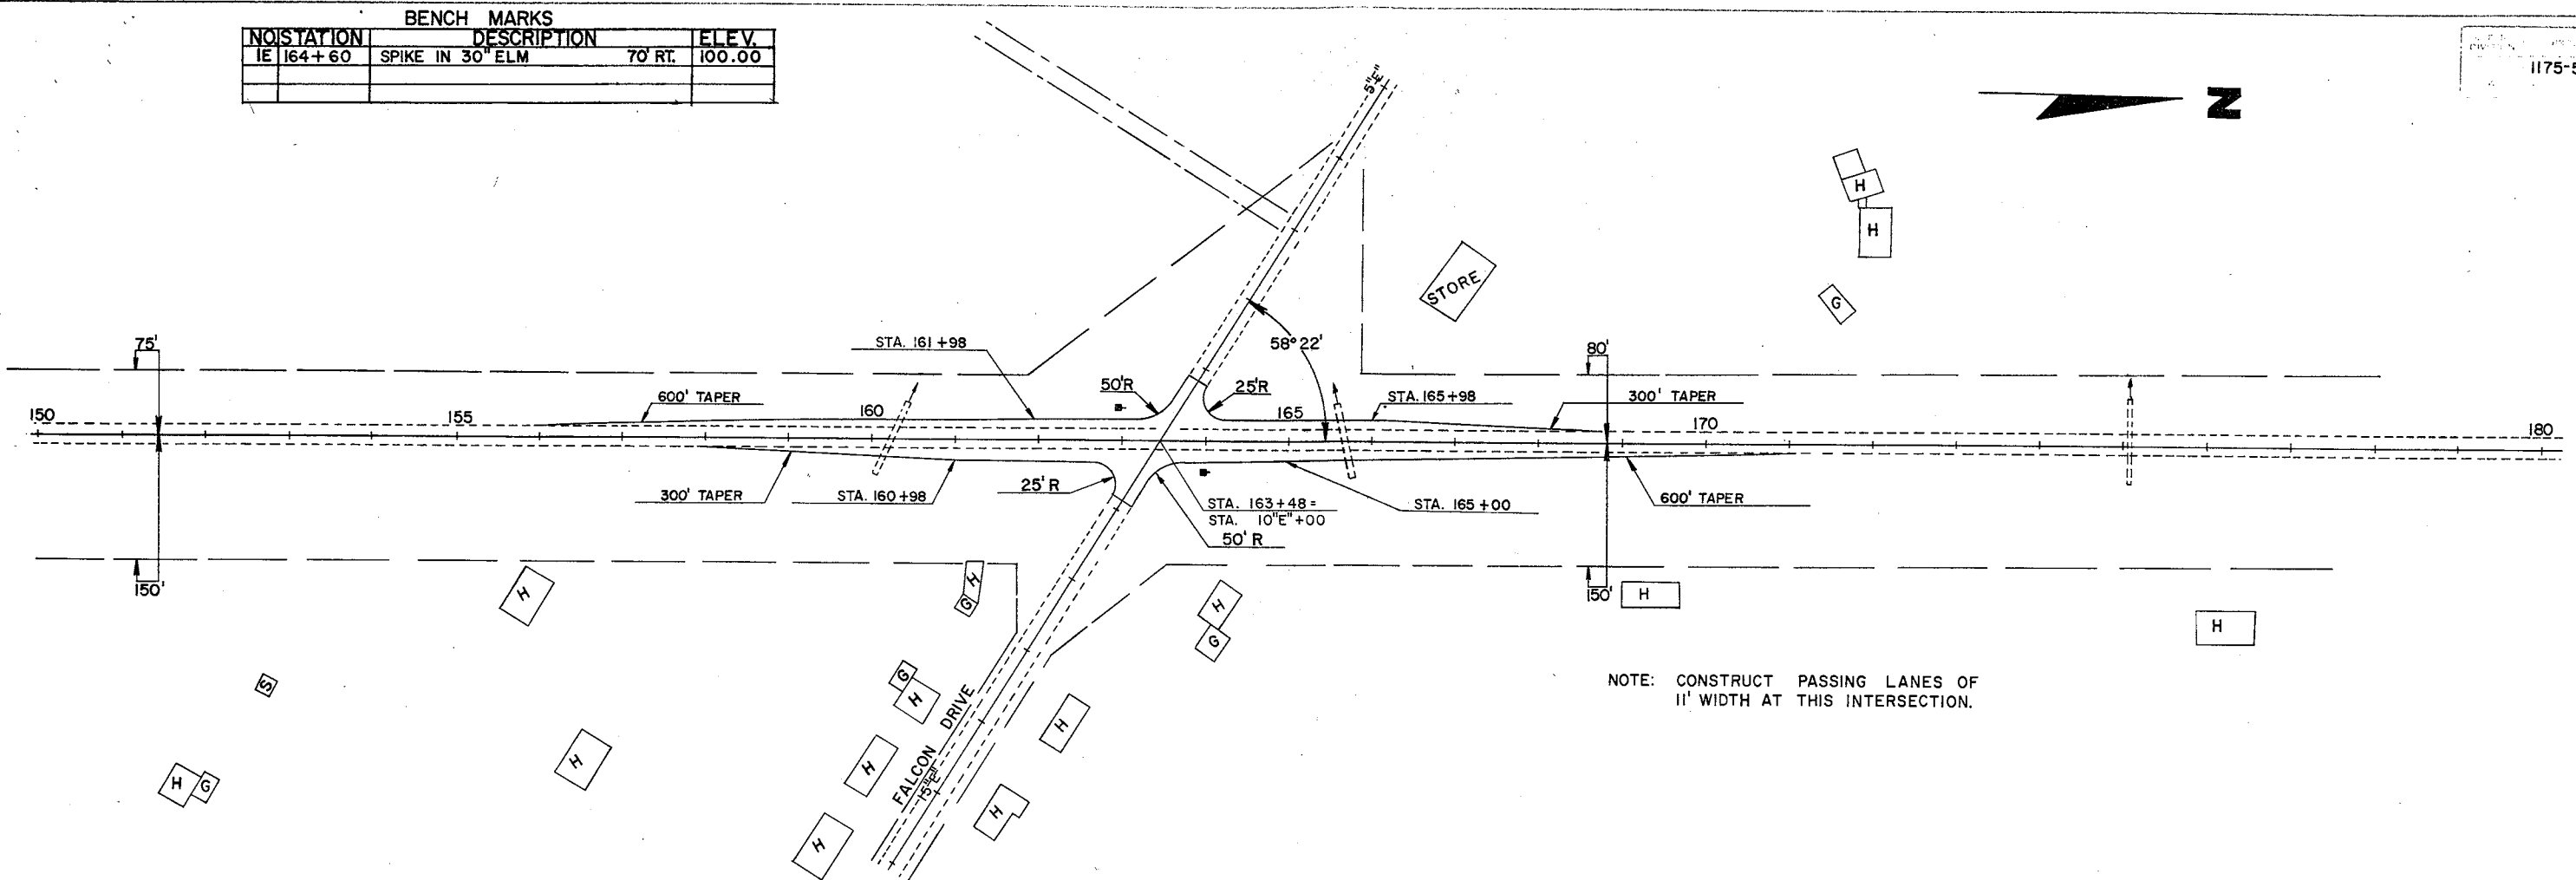 BENCH MARKS
NO STATION DESCRIPTION ELEV.
1E 164+60 SPIKE IN 30" ELM 70' RT. 100.00
1175-5
N
5"E"
H
H
STORE
G
58° 22'
75'
STA. 161+98
80'
50'R
25'R
600' TAPER
STA. 165+98
300' TAPER
150
155
160
165
170
180
25' R
300' TAPER
STA. 160+98
STA. 163+48 =
STA. 10"E"+00
50' R
STA. 165+00
600' TAPER
150'
150'
H
H
G
H
G
H
H
S
G
H
H
NOTE: CONSTRUCT PASSING LANES OF
11' WIDTH AT THIS INTERSECTION.
FALCON DRIVE
15"E"
H
G
H
H
H
H